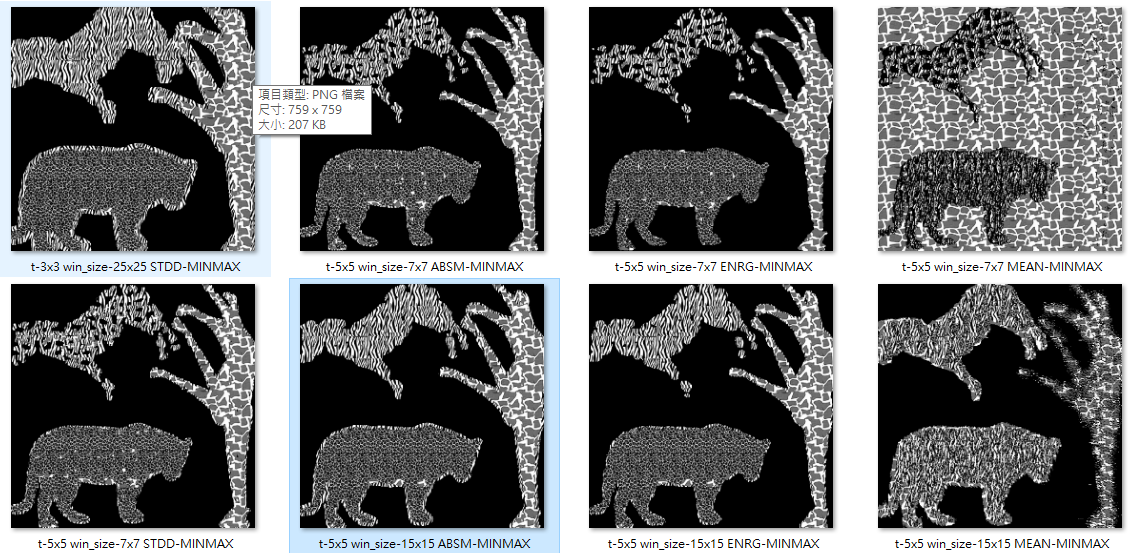 項目類型: PNG 檔案
尺寸: 759 x 759
大小: 207 KB
t-3x3 win_size-25x25 STDD-MINMAX
t-5x5 win_size-7x7 ABSM-MINMAX
t-5x5 win_size-7x7 ENRG-MINMAX
t-5x5 win_size-7x7 MEAN-MINMAX
t-5x5 win_size-7x7 STDD-MINMAX
t-5x5 win_size-15x15 ABSM-MINMAX
t-5x5 win_size-15x15 ENRG-MINMAX
t-5x5 win_size-15x15 MEAN-MINMAX